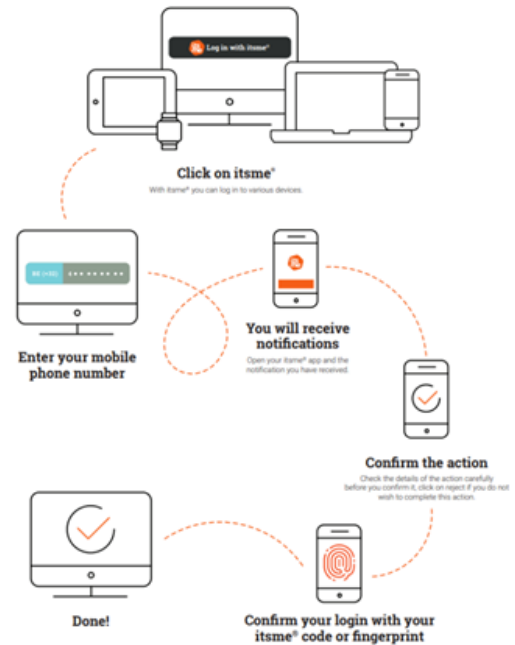 Log in with itsme®
Click on itsme®
With itsme® you can log in to various devices.
BE (+32)
Enter your mobile
phone number
You will receive
notifications
Open your itsme® app and the
notification you have received.
Confirm the action
Check the details of the action carefully
before you confirm it, click on reject if you do not
wish to complete this action.
Done!
Confirm your login with your
itsme® code or fingerprint